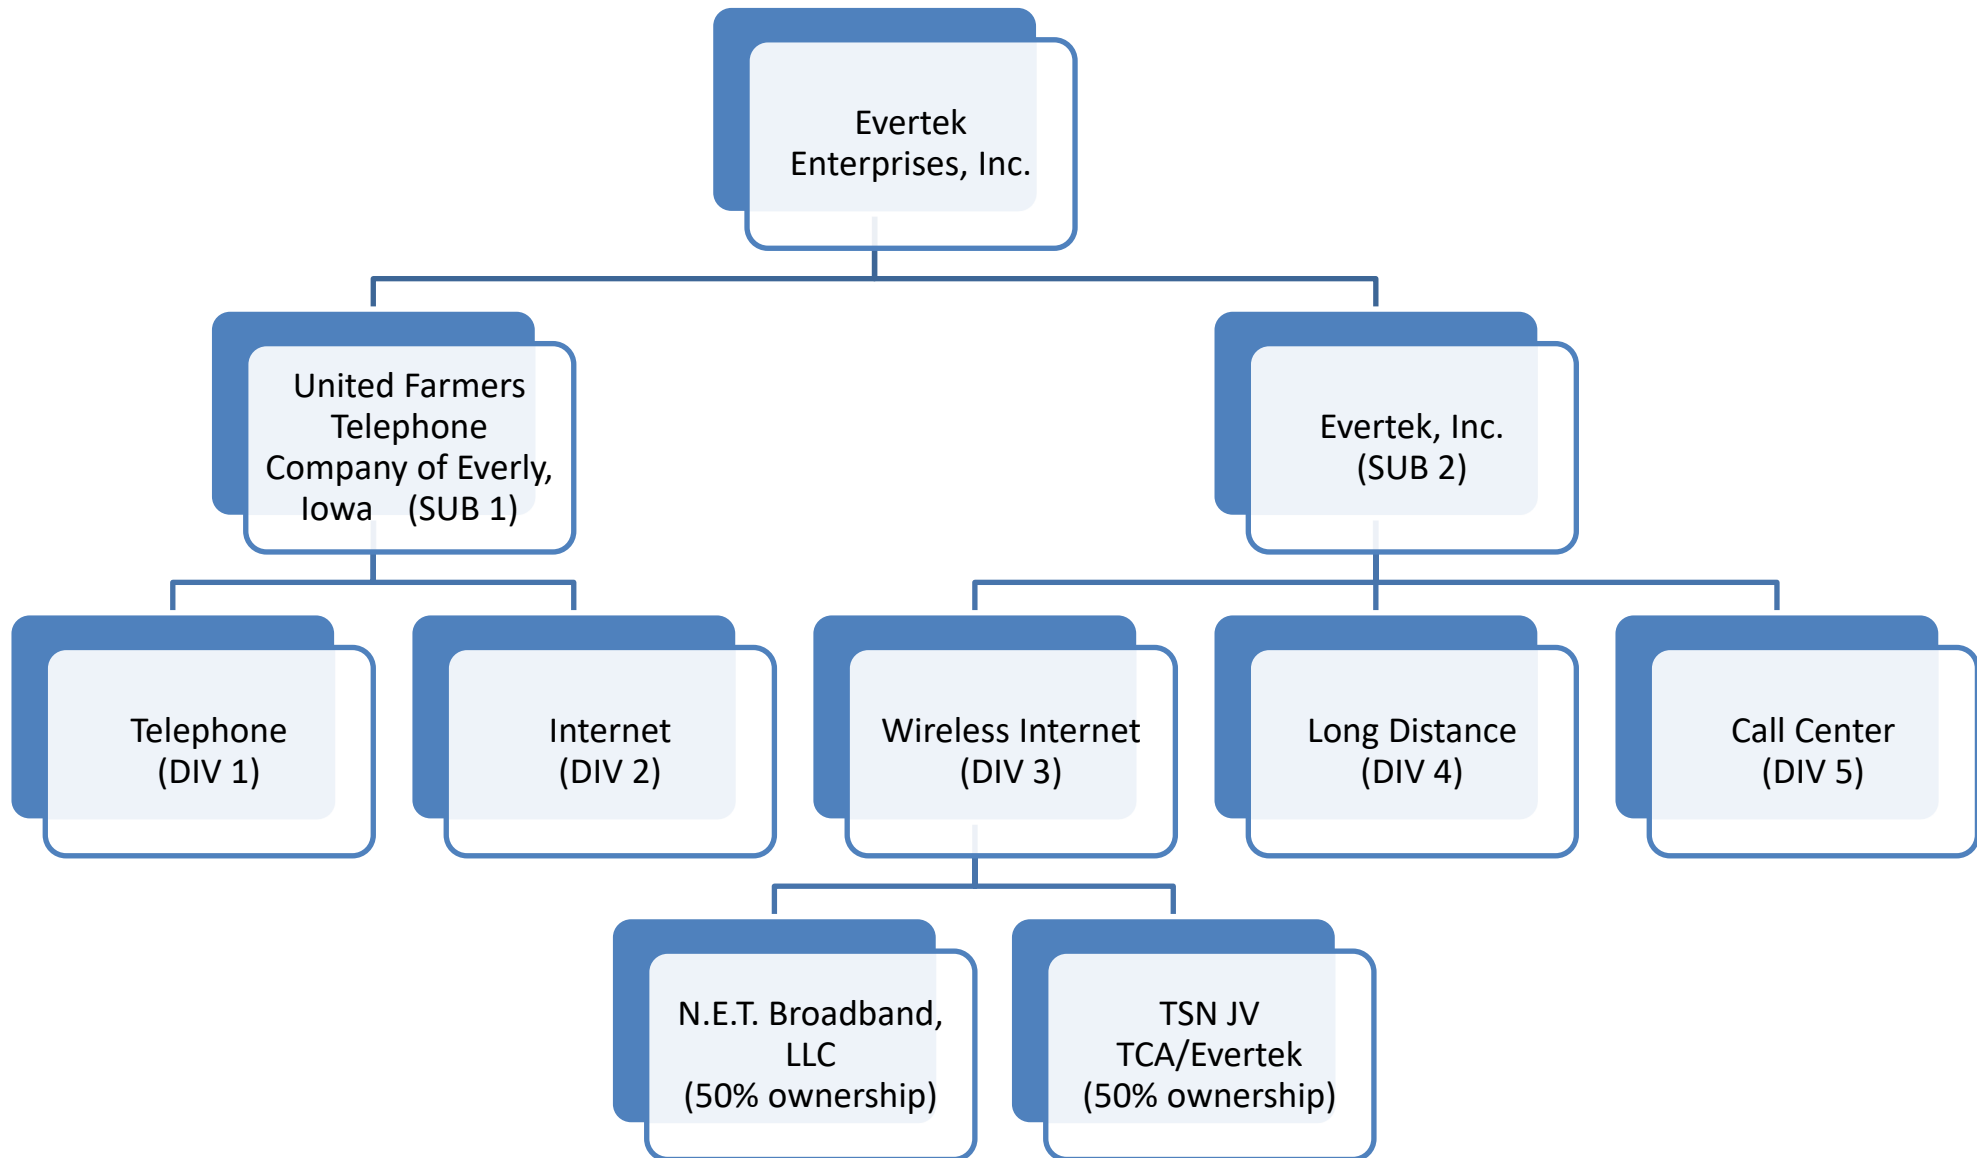 Evertek
Enterprises, Inc.
United Farmers
Telephone
Company of Everly,
Iowa (SUB 1)
Evertek, Inc.
(SUB 2)
Telephone
(DIV 1)
Internet
(DIV 2)
Wireless Internet
(DIV 3)
Long Distance
(DIV 4)
Call Center
(DIV 5)
N.E.T. Broadband,
LLC
(50% ownership)
TSN JV
TCA/Evertek
(50% ownership)